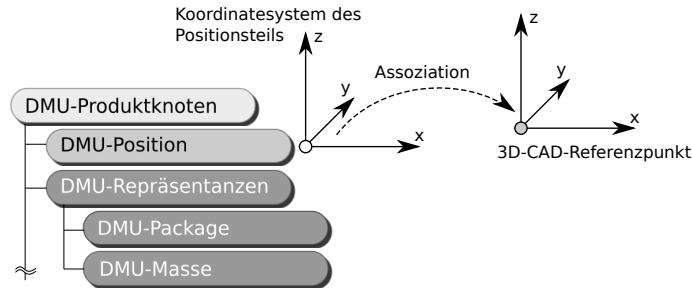 Koordinatesystem des
Positionsteils
z
y
x
Assoziation
z
y
x
3D-CAD-Referenzpunkt
DMU-Produktknoten
DMU-Position
DMU-Repräsentanzen
DMU-Package
DMU-Masse